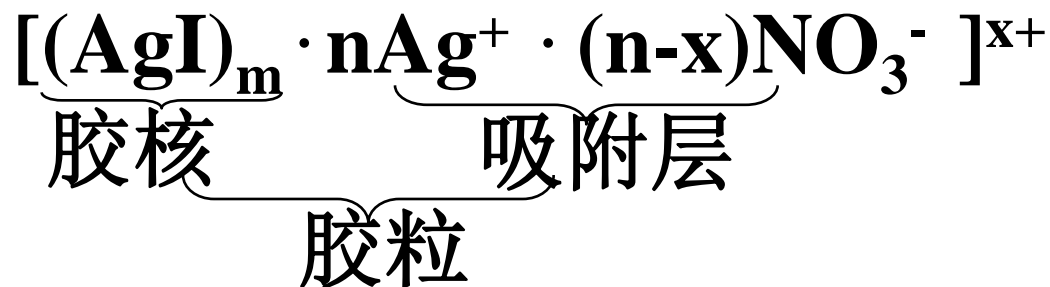 [(AgI)ₘ · nAg⁺ · (n-x)NO₃⁻ ]ˣ⁺
胶核 吸附层
胶粒